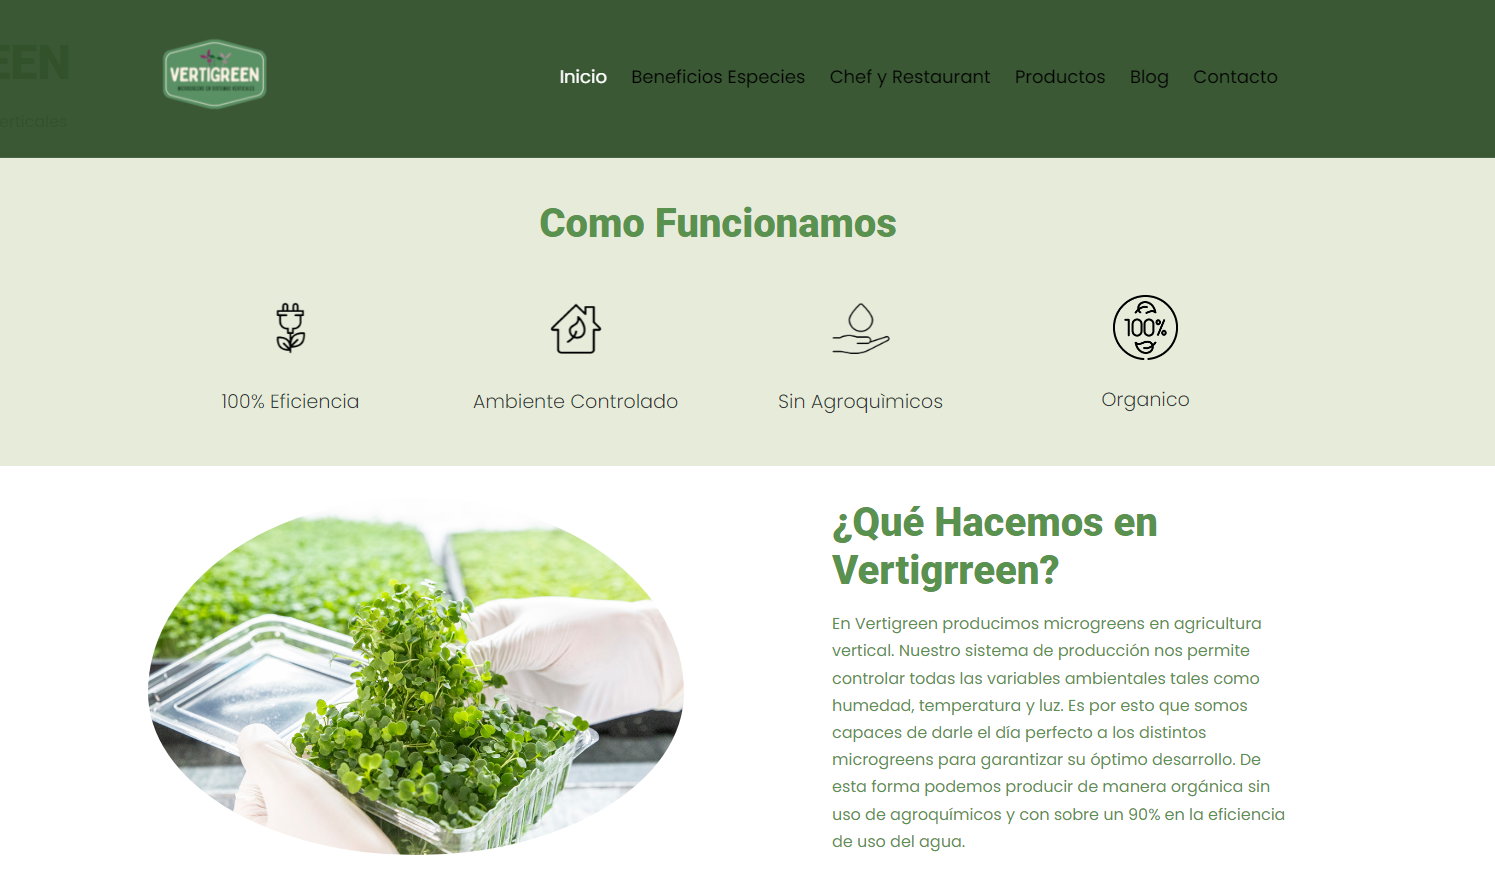 EEN
erticales
VERTIGREEN
Inicio Beneficios Especies Chef y Restaurant Productos Blog Contacto
Como Funcionamos
100%
100% Eficiencia Ambiente Controlado Sin Agroquìmicos Organico
¿Qué Hacemos en
Vertigrreen?
En Vertigreen producimos microgreens en agricultura
vertical. Nuestro sistema de producción nos permite
controlar todas las variables ambientales tales como
humedad, temperatura y luz. Es por esto que somos
capaces de darle el día perfecto a los distintos
microgreens para garantizar su óptimo desarrollo. De
esta forma podemos producir de manera orgánica sin
uso de agroquímicos y con sobre un 90% en la eficiencia
de uso del agua.